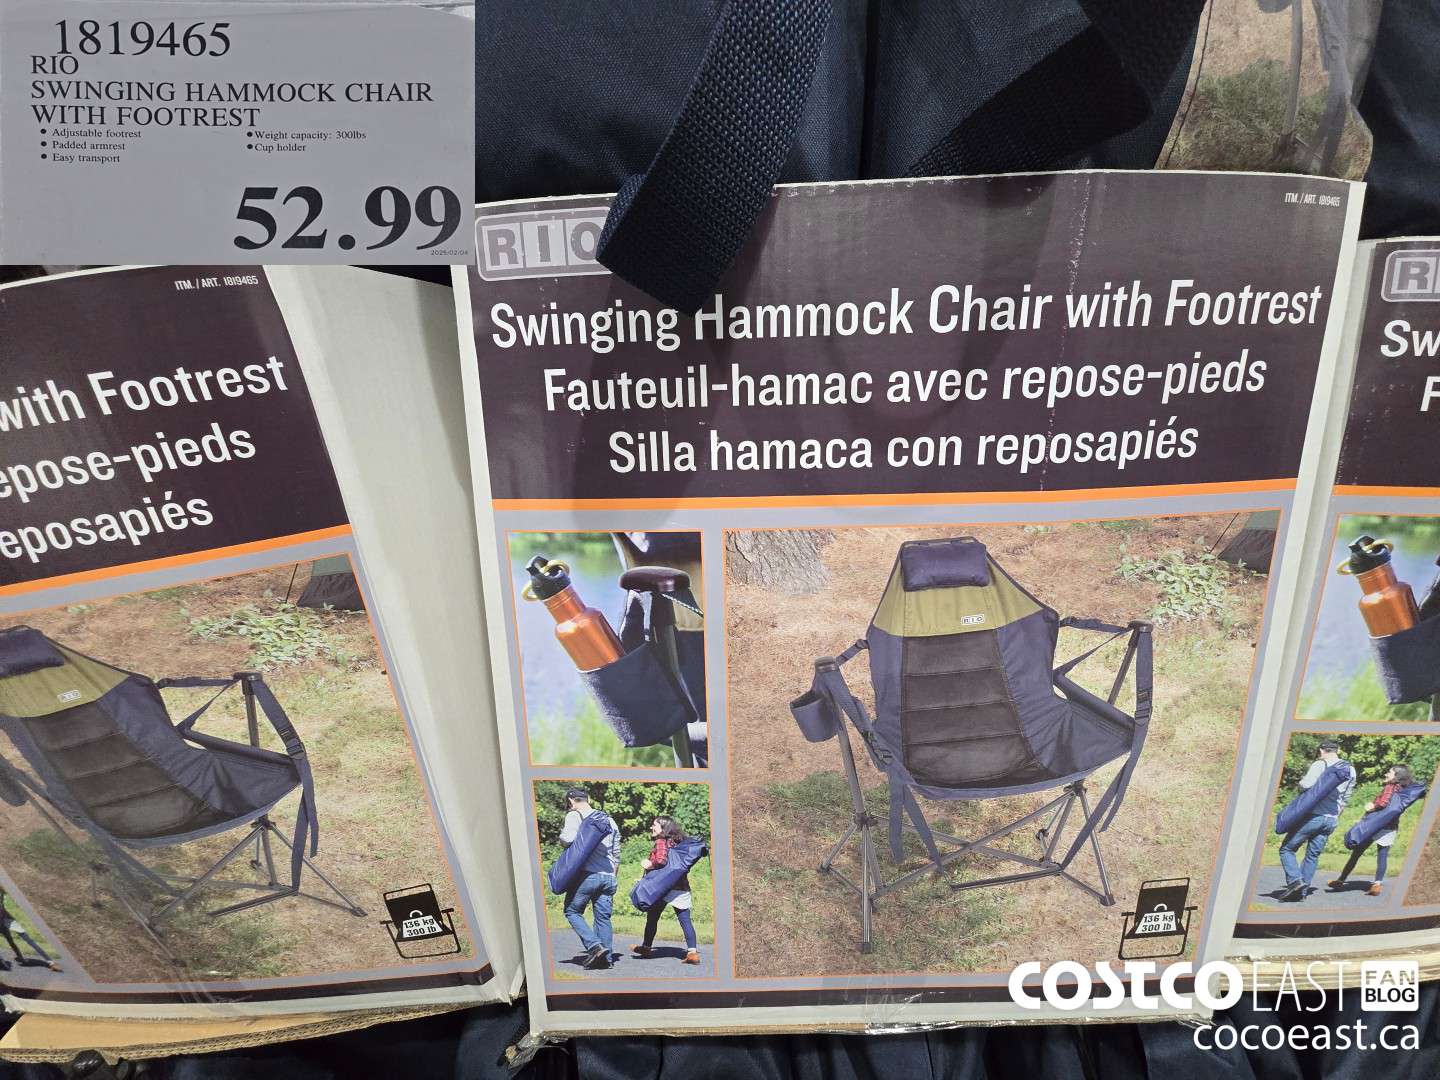 1819465
RIO
SWINGING HAMMOCK CHAIR
WITH FOOTREST
• Adjustable footrest
• Padded armrest
• Easy transport
• Weight capacity: 300lbs
• Cup holder
52.99
ITM. / ART. 1819465
with Footrest
epose-pieds
eposapiés
RIO
136 kg
300 lb
RIO
ITM. / ART. 1819465
Swinging Hammock Chair with Footrest
Fauteuil-hamac avec repose-pieds
Silla hamaca con reposapiés
RIO
136 kg
300 lb
R
Sw
F
COSTCO EAST FAN BLOG
cocoeast.ca